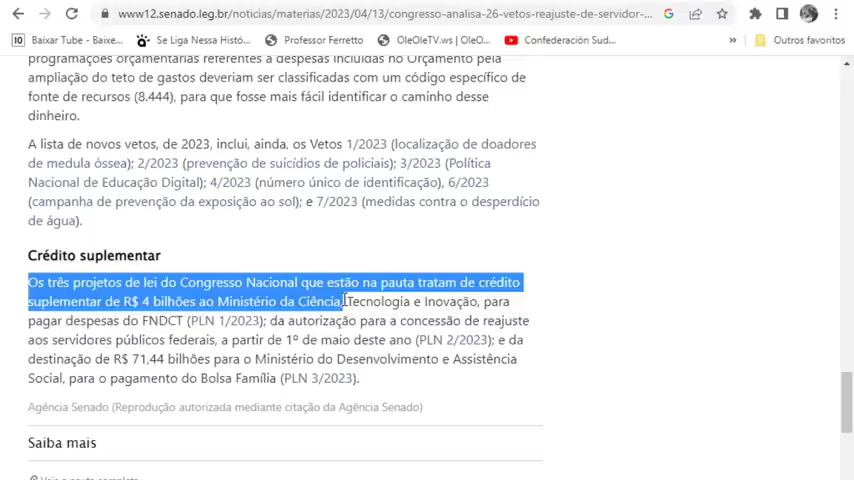 www12.senado.leg.br/noticias/materias/2023/04/13/congresso-analisa-26-vetos-reajuste-de-servidor-...
Baixar Tube - Baixe...
Se Liga Nessa Histó...
Professor Ferretto
OleOleTV.ws | OleO...
Confederación Sud...
»
Outros favoritos
programações orçamentárias referentes a despesas incluídas no Orçamento pela
ampliação do teto de gastos deveriam ser classificadas com um código específico de
fonte de recursos (8.444), para que fosse mais fácil identificar o caminho desse
dinheiro.
A lista de novos vetos, de 2023, inclui, ainda, os Vetos 1/2023 (localização de doadores
de medula óssea); 2/2023 (prevenção de suicídios de policiais); 3/2023 (Política
Nacional de Educação Digital); 4/2023 (número único de identificação), 6/2023
(campanha de prevenção da exposição ao sol); e 7/2023 (medidas contra o desperdício
de água).
Crédito suplementar
Os três projetos de lei do Congresso Nacional que estão na pauta tratam de crédito
suplementar de R$ 4 bilhões ao Ministério da Ciência, Tecnologia e Inovação, para
pagar despesas do FNDCT (PLN 1/2023); da autorização para a concessão de reajuste
aos servidores públicos federais, a partir de 1º de maio deste ano (PLN 2/2023); e da
destinação de R$ 71,44 bilhões para o Ministério do Desenvolvimento e Assistência
Social, para o pagamento do Bolsa Família (PLN 3/2023).
Agência Senado (Reprodução autorizada mediante citação da Agência Senado)
Saiba mais
Veja a pauta completa